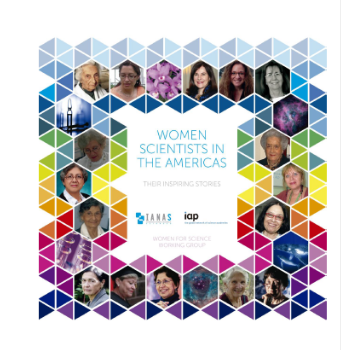 WOMEN
SCIENTISTS IN
THE AMERICAS
THEIR INSPIRING STORIES
IANAS
iap
WOMEN FOR SCIENCE
WORKING GROUP